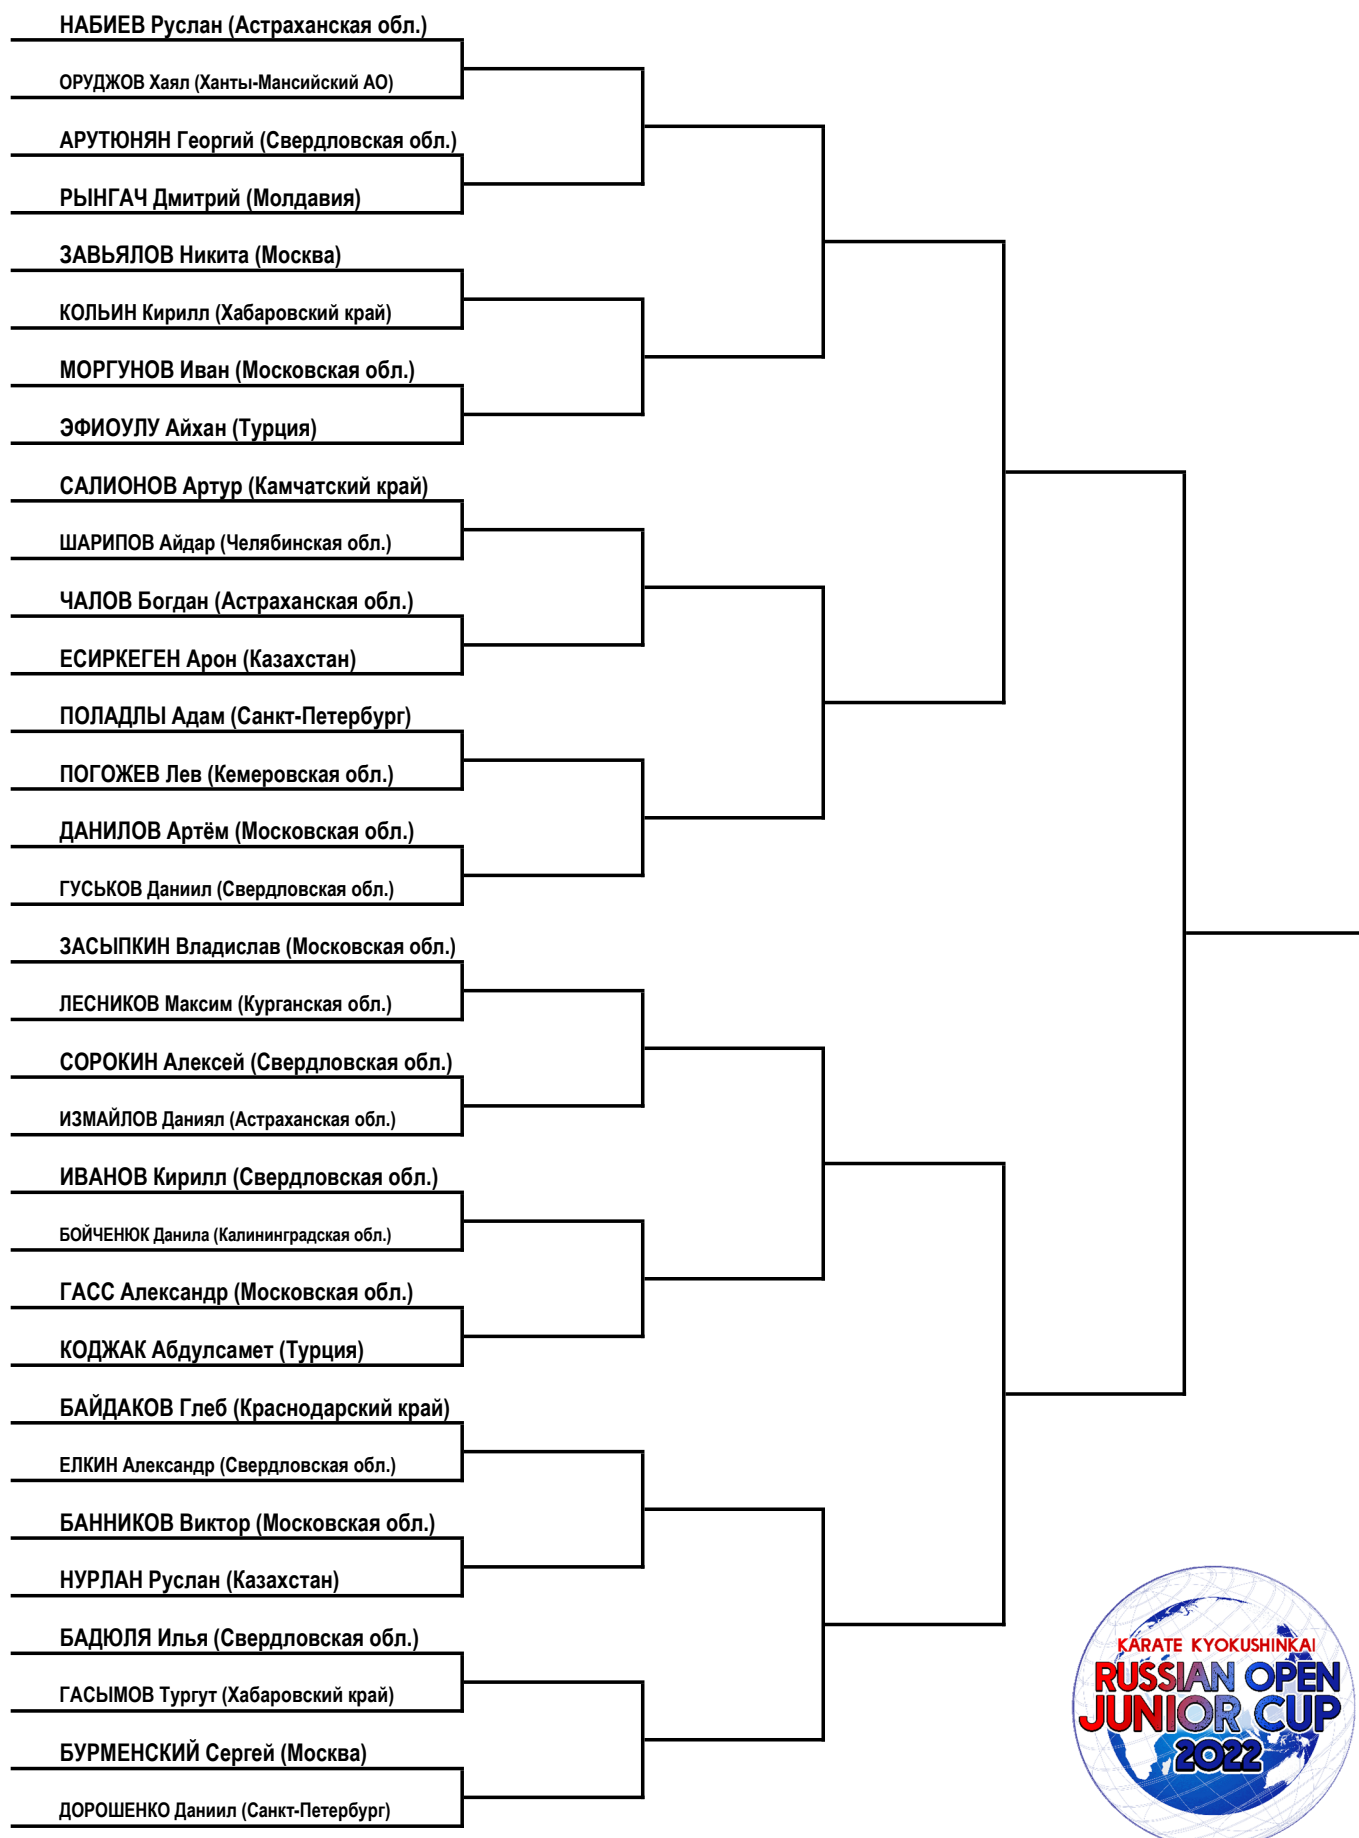 НАБИЕВ Руслан (Астраханская обл.)
ОРУДЖОВ Хаял (Ханты-Мансийский АО)
АРУТЮНЯН Георгий (Свердловская обл.)
РЫНГАЧ Дмитрий (Молдавия)
ЗАВЬЯЛОВ Никита (Москва)
КОЛЬИН Кирилл (Хабаровский край)
МОРГУНОВ Иван (Московская обл.)
ЭФИОУЛУ Айхан (Турция)
САЛИОНОВ Артур (Камчатский край)
ШАРИПОВ Айдар (Челябинская обл.)
ЧАЛОВ Богдан (Астраханская обл.)
ЕСИРКЕГЕН Арон (Казахстан)
ПОЛАДЛЫ Адам (Санкт-Петербург)
ПОГОЖЕВ Лев (Кемеровская обл.)
ДАНИЛОВ Артём (Московская обл.)
ГУСЬКОВ Даниил (Свердловская обл.)
ЗАСЫПКИН Владислав (Московская обл.)
ЛЕСНИКОВ Максим (Курганская обл.)
СОРОКИН Алексей (Свердловская обл.)
ИЗМАЙЛОВ Даниял (Астраханская обл.)
ИВАНОВ Кирилл (Свердловская обл.)
БОЙЧЕНЮК Данила (Калининградская обл.)
ГАСС Александр (Московская обл.)
КОДЖАК Абдулсамет (Турция)
БАЙДАКОВ Глеб (Краснодарский край)
ЕЛКИН Александр (Свердловская обл.)
БАННИКОВ Виктор (Московская обл.)
НУРЛАН Руслан (Казахстан)
БАДЮЛЯ Илья (Свердловская обл.)
ГАСЫМОВ Тургут (Хабаровский край)
БУРМЕНСКИЙ Сергей (Москва)
ДОРОШЕНКО Даниил (Санкт-Петербург)
KARATE KYOKUSHINKAI
RUSSIAN OPEN
JUNIOR CUP
2022